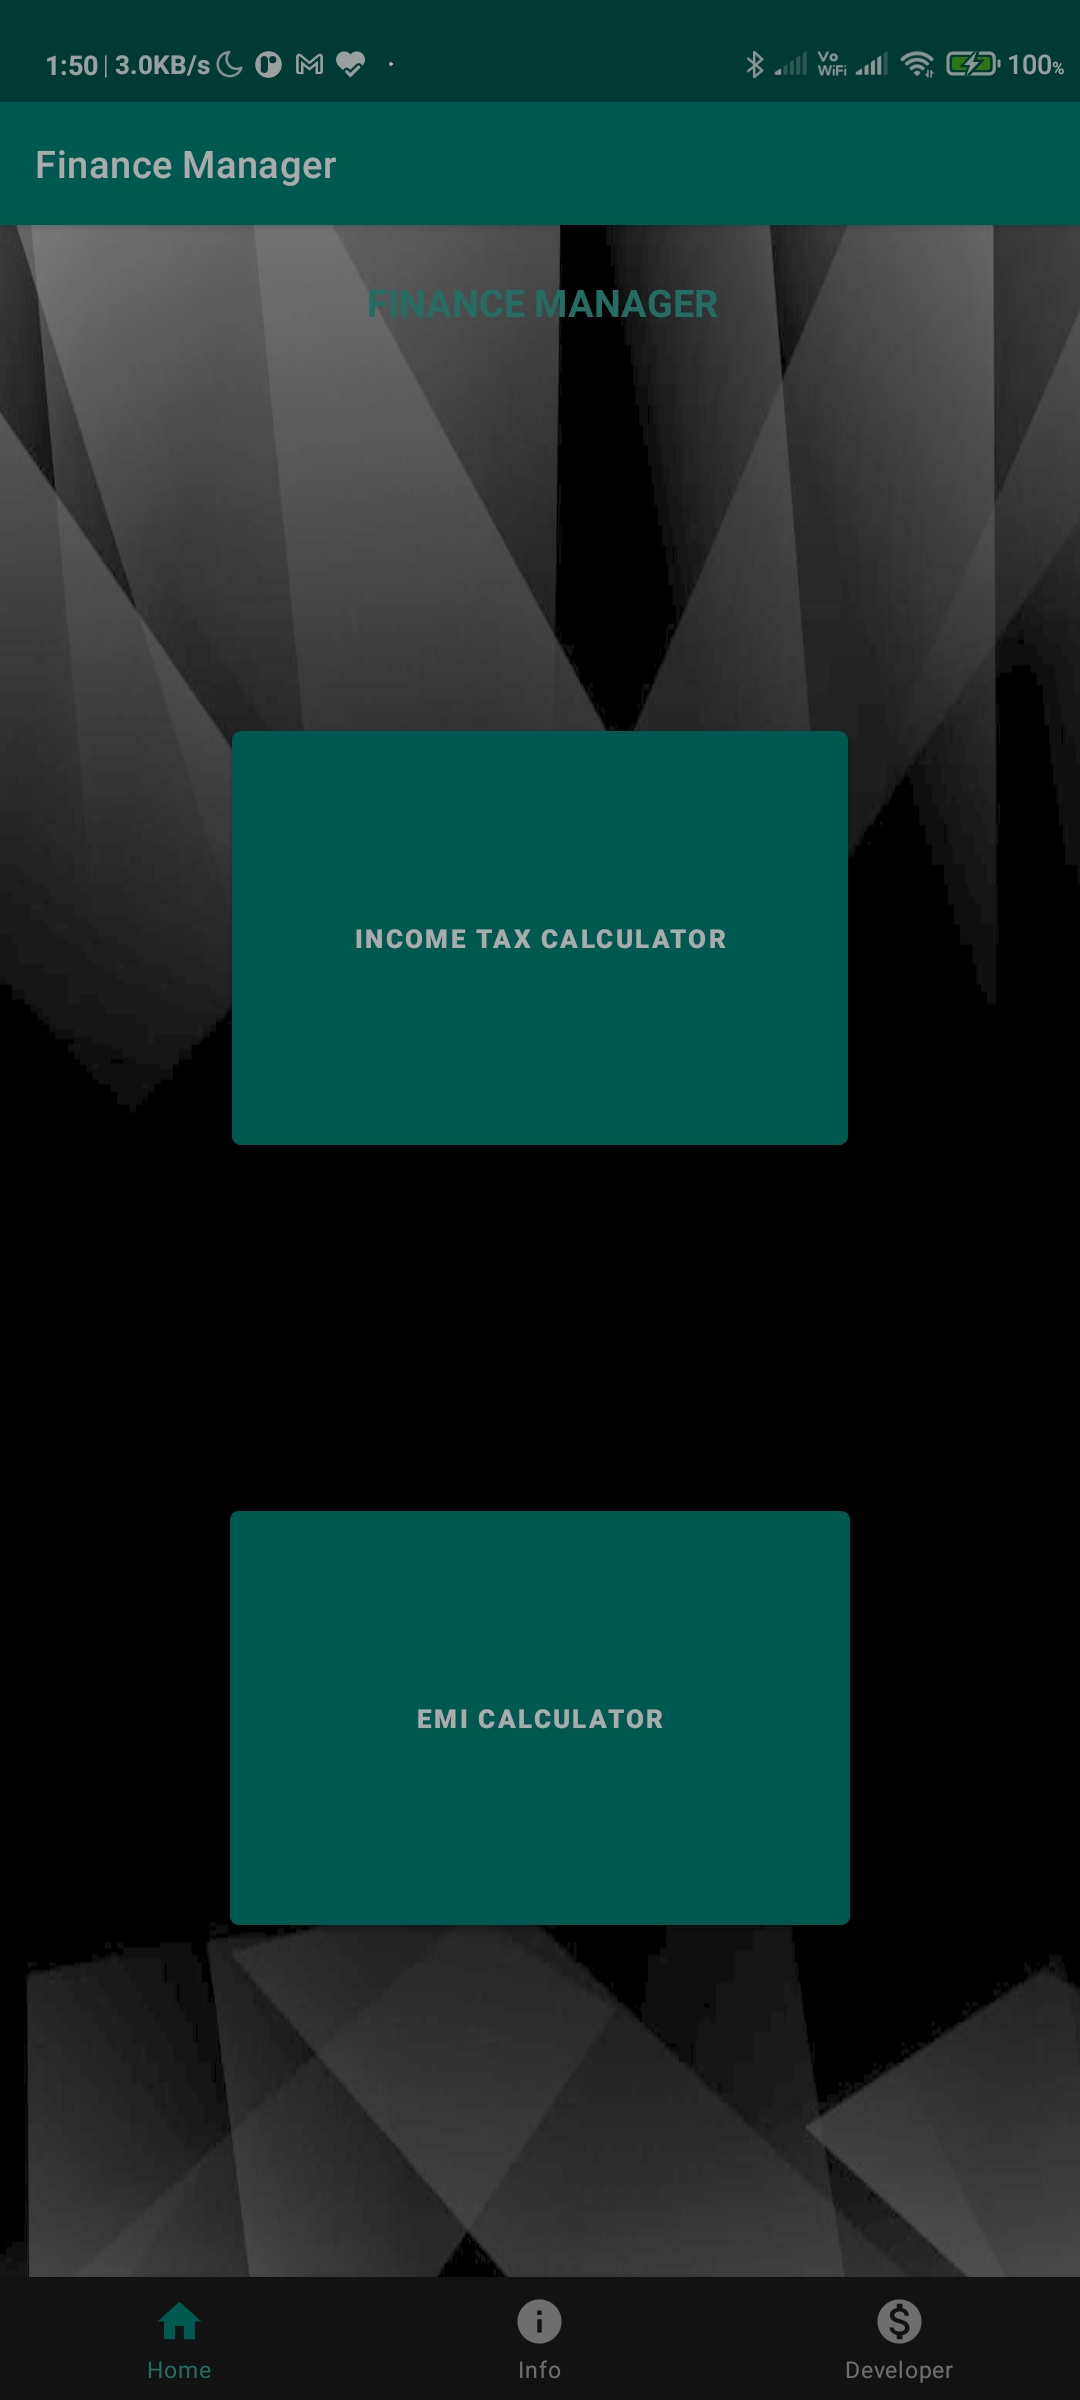 1:50 | 3.0KB/s Vo WiFi 100%
Finance Manager
FINANCE MANAGER
INCOME TAX CALCULATOR
EMI CALCULATOR
Home Info Developer